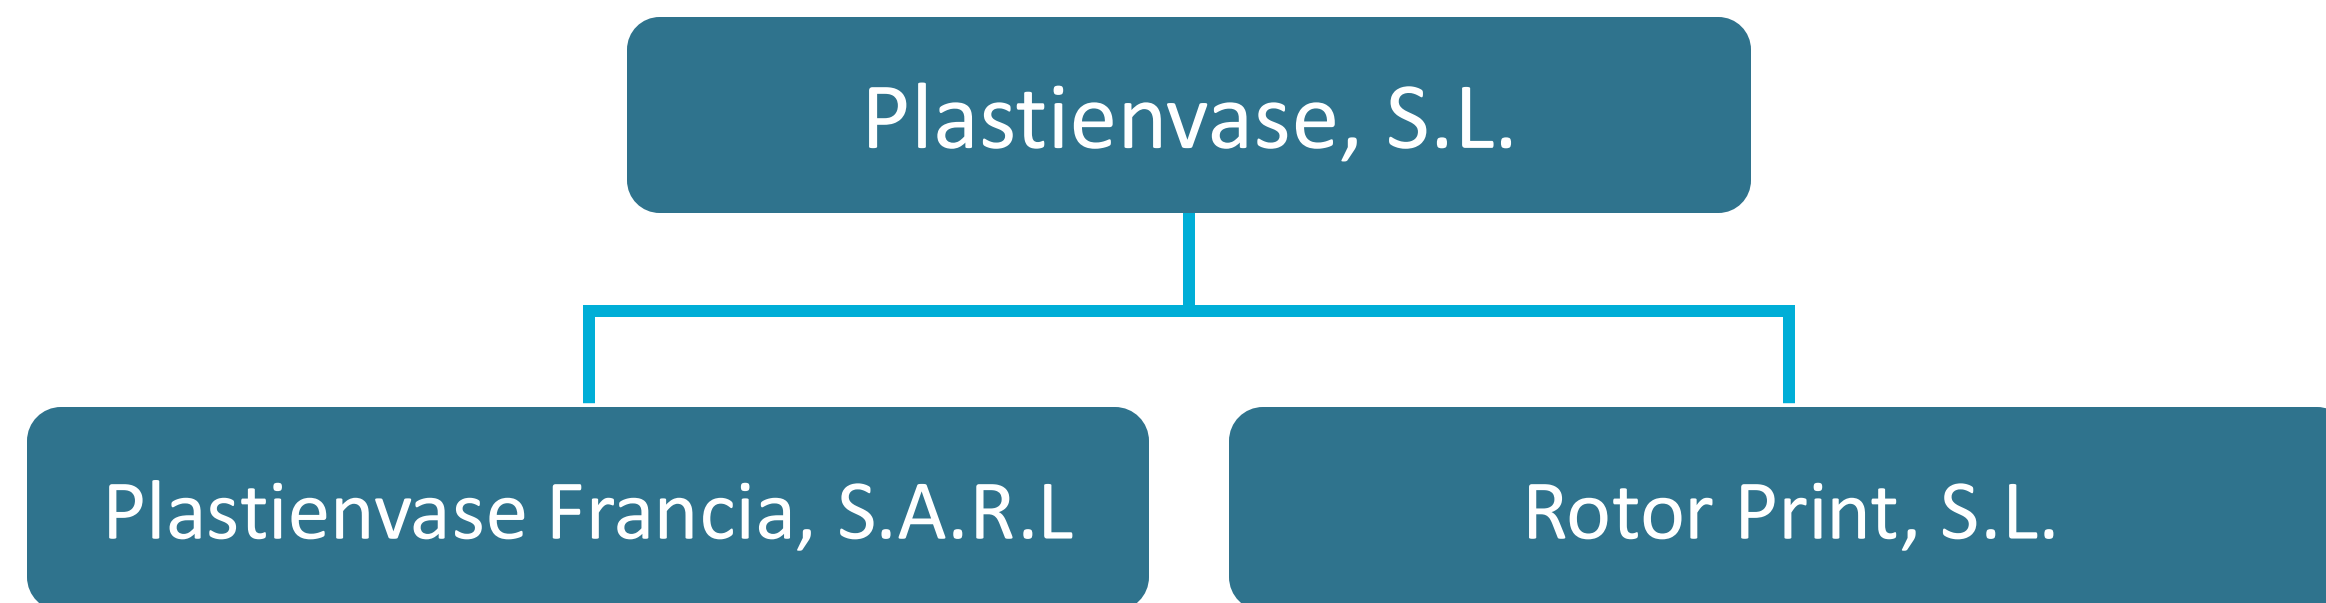 Plastienvase, S.L.
Plastienvase Francia, S.A.R.L
Rotor Print, S.L.